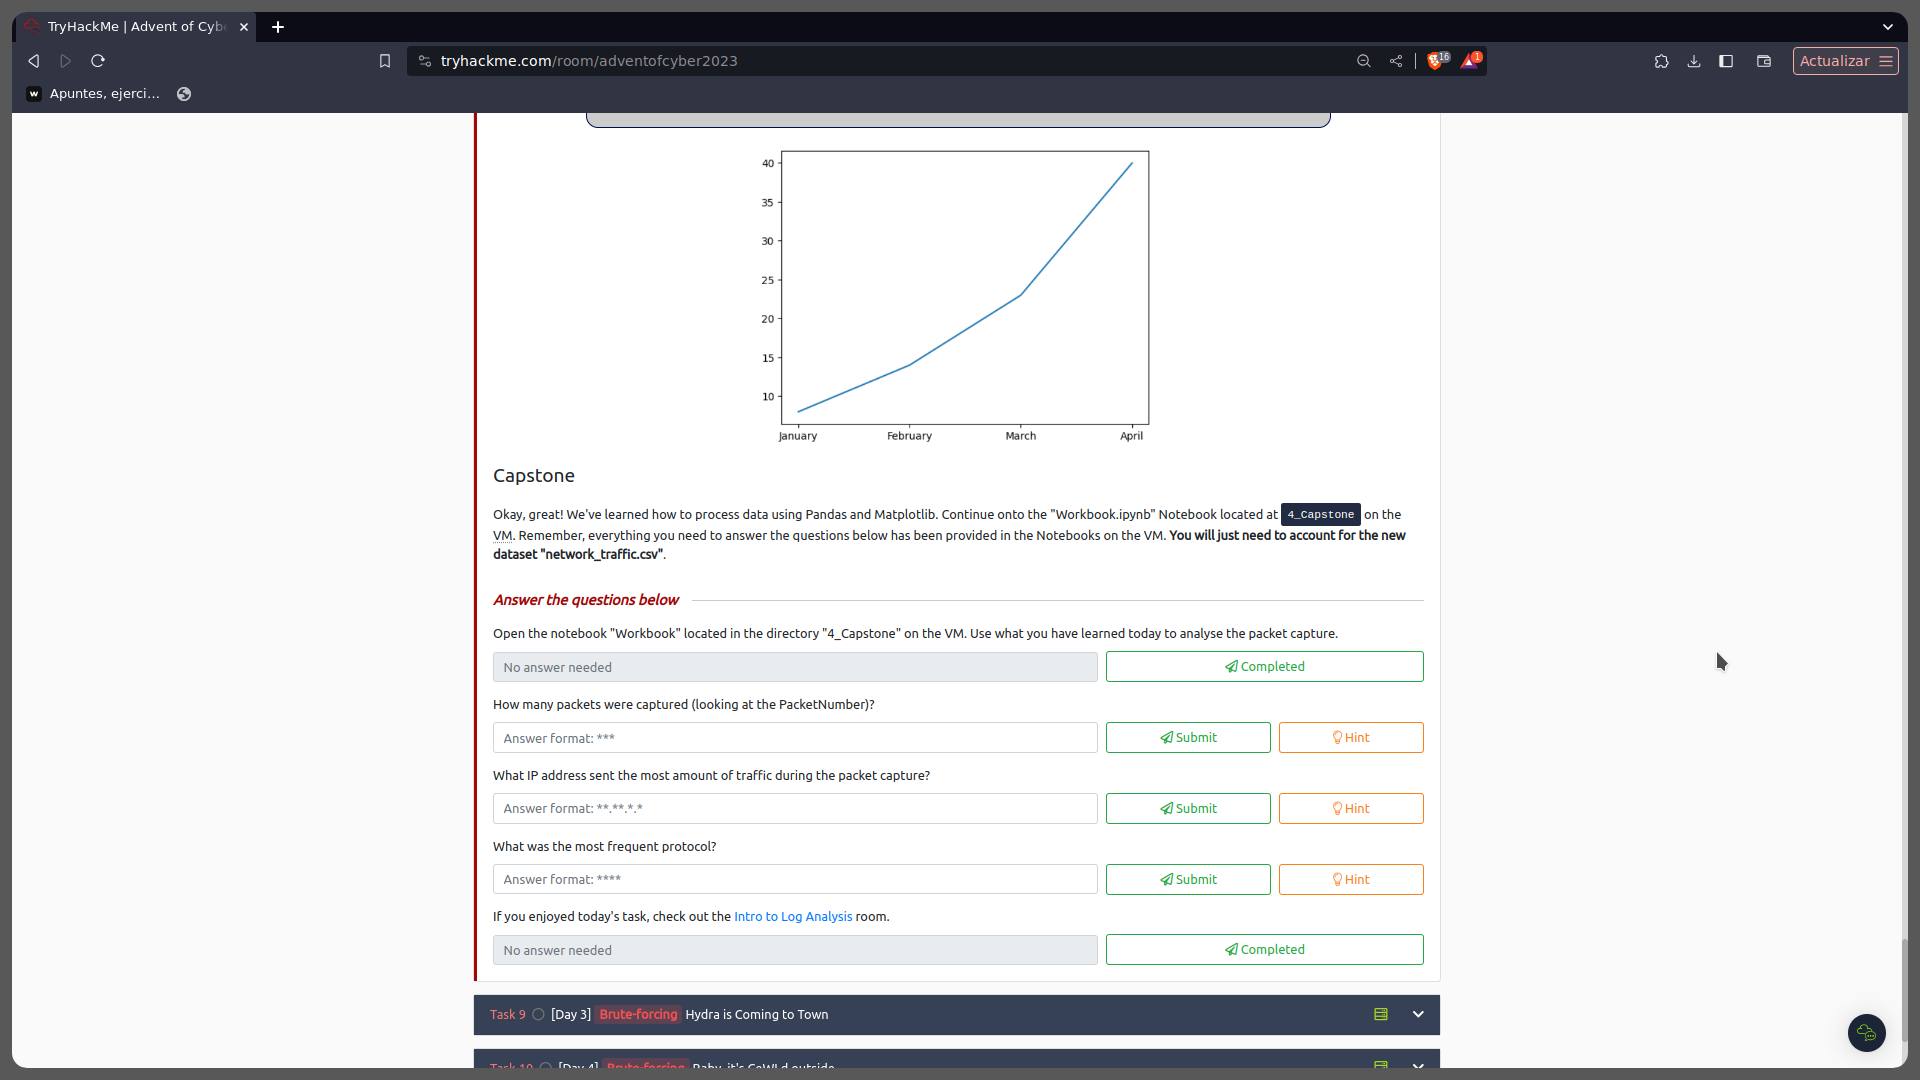 TryHackMe | Advent of Cyb
tryhackme.com/room/adventofcyber2023
16
1
Actualizar
w
Apuntes, ejerci...
40
35
30
25
20
15
10
January
February
March
April
Capstone
Okay, great! We've learned how to process data using Pandas and Matplotlib. Continue onto the "Workbook.ipynb" Notebook located at 4_Capstone on the
VM. Remember, everything you need to answer the questions below has been provided in the Notebooks on the VM. You will just need to account for the new
dataset "network_traffic.csv".
Answer the questions below
Open the notebook "Workbook" located in the directory "4_Capstone" on the VM. Use what you have learned today to analyse the packet capture.
No answer needed
Completed
How many packets were captured (looking at the PacketNumber)?
Answer format: ***
Submit
Hint
What IP address sent the most amount of traffic during the packet capture?
Answer format: **.**.*.*
Submit
Hint
What was the most frequent protocol?
Answer format: ****
Submit
Hint
If you enjoyed today's task, check out the Intro to Log Analysis room.
No answer needed
Completed
Task 9 [Day 3] Brute-forcing Hydra is Coming to Town
Task 10 [Day 4] Brute-forcing Baby, it's CeWLd outside